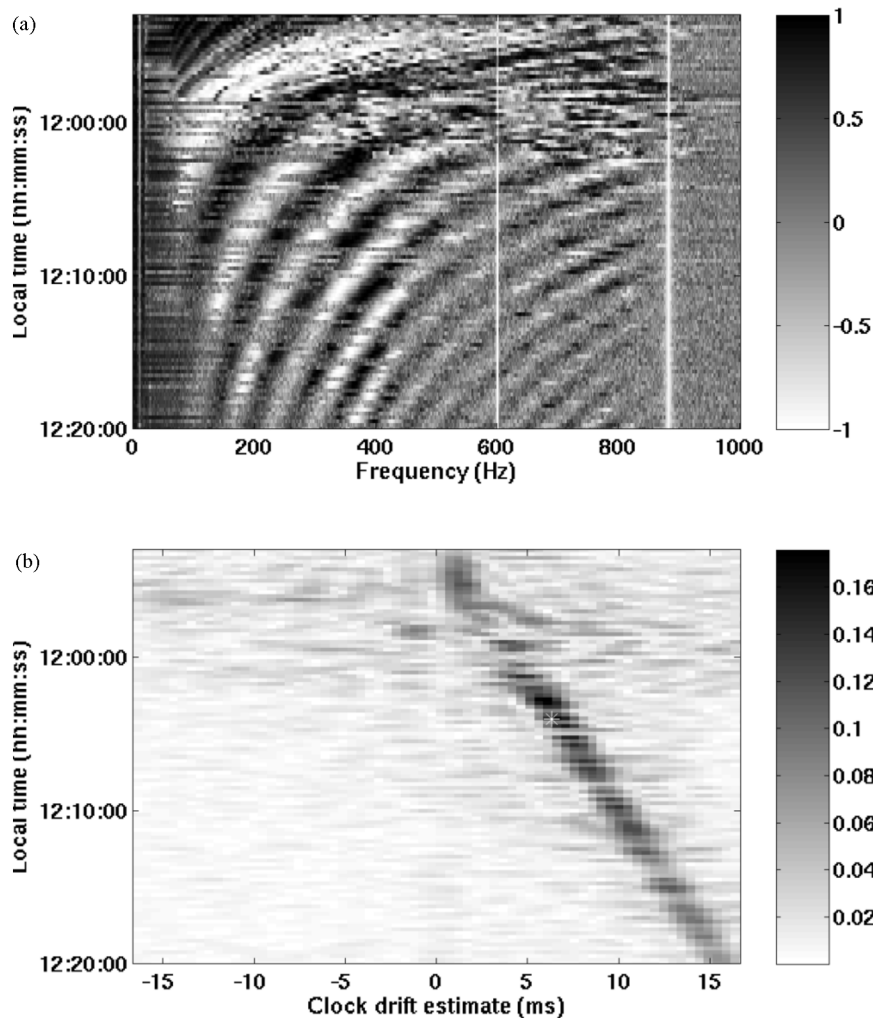 (a)
Local time (hh:mm:ss)
12:00:00
12:10:00
12:20:00
0 200 400 600 800 1000
Frequency (Hz)
1
0.5
0
-0.5
-1
(b)
Local time (hh:mm:ss)
12:00:00
12:10:00
12:20:00
-15 -10 -5 0 5 10 15
Clock drift estimate (ms)
0.16
0.14
0.12
0.1
0.08
0.06
0.04
0.02